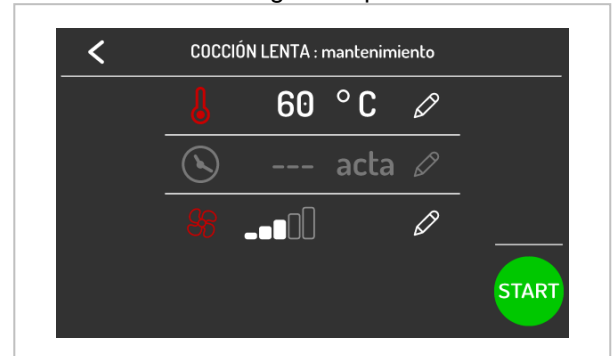 COCCIÓN LENTA : mantenimiento
60 °C
--- acta
START